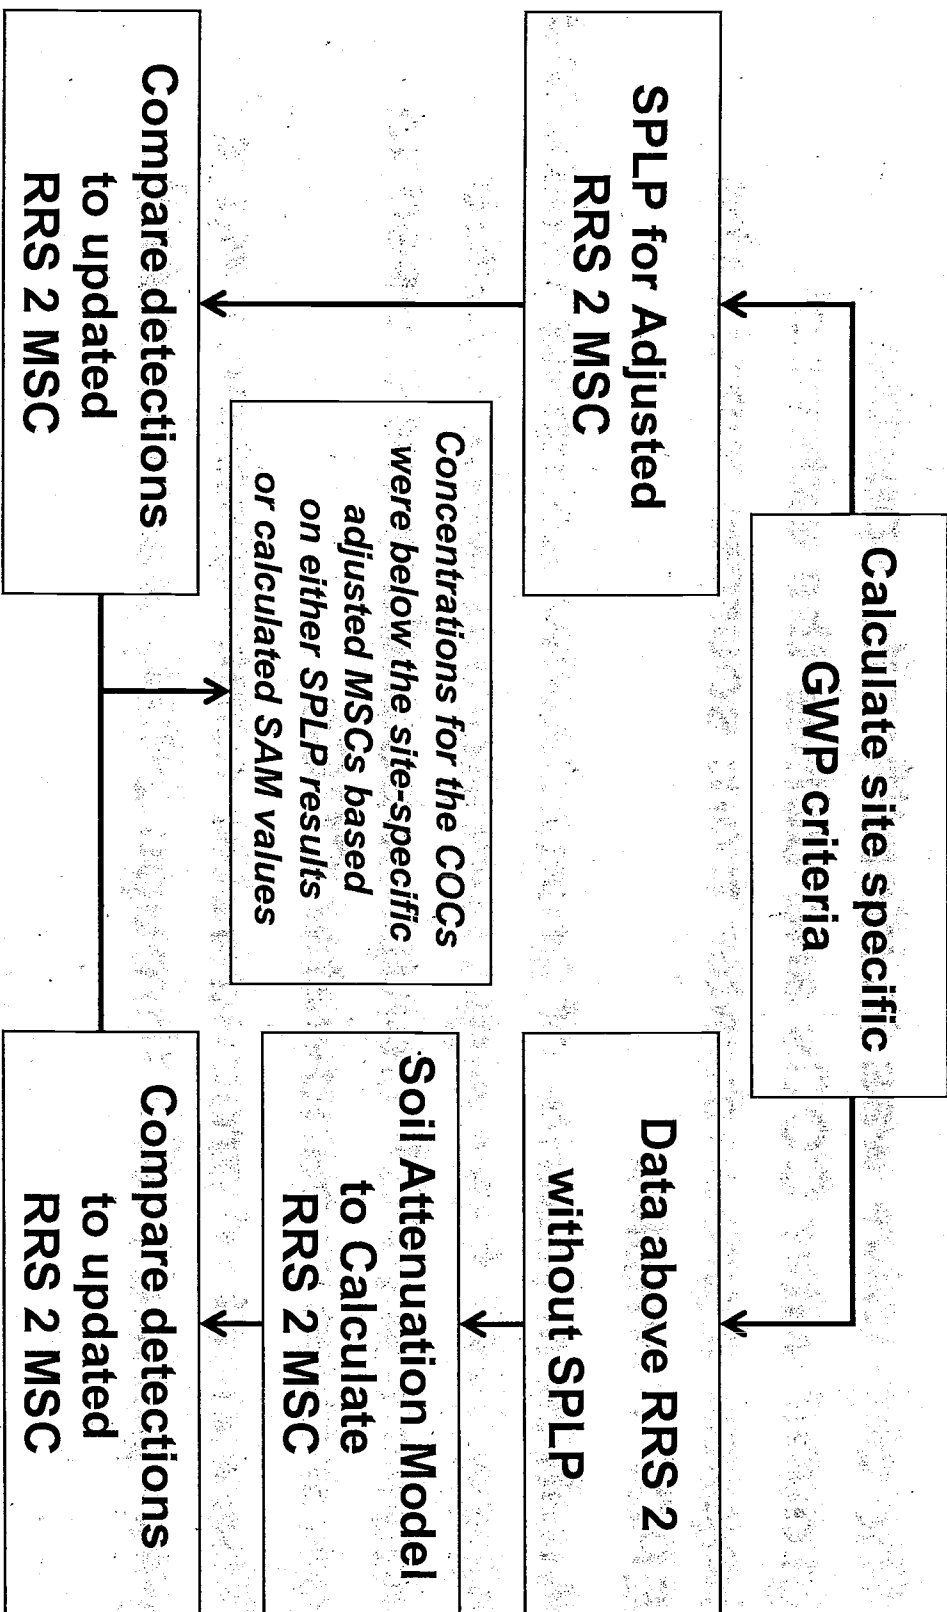 Calculate site specific
GWP criteria
SPLP for Adjusted
RRS 2 MSC
Data above RRS 2
without SPLP
Concentrations for the COCs
were below the site-specific
adjusted MSCs based
on either SPLP results
or calculated SAM values
Soil Attenuation Model
to Calculate
RRS 2 MSC
Compare detections
to updated
RRS 2 MSC
Compare detections
to updated
RRS 2 MSC